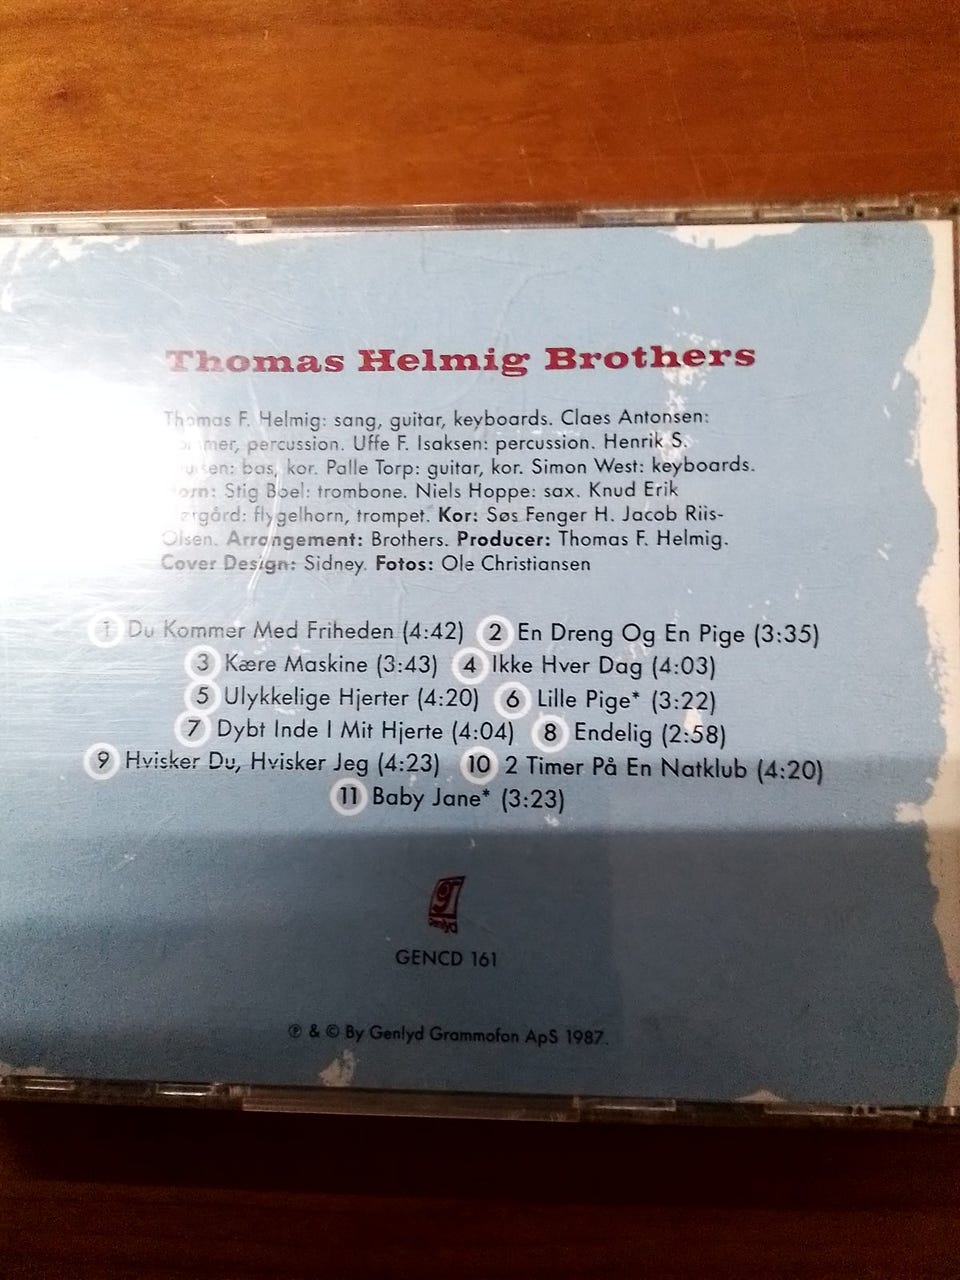 Thomas Helmig Brothers
Thomas F. Helmig: sang, guitar, keyboards. Claes Antonsen:
percussion. Uffe F. Isaksen: percussion. Henrik S.
bas, kor. Palle Torp: guitar, kor. Simon West: keyboards.
Stig Boel: trombone. Niels Hoppe: sax. Knud Erik
flygelhorn, trompet. Kor: Søs Fenger H. Jacob Riis-
Olsen. Arrangement: Brothers. Producer: Thomas F. Helmig.
Cover Design: Sidney. Fotos: Ole Christiansen
1 Du Kommer Med Friheden (4:42) 2 En Dreng Og En Pige (3:35)
3 Kære Maskine (3:43) 4 Ikke Hver Dag (4:03)
5 Ulykkelige Hjerter (4:20) 6 Lille Pige* (3:22)
7 Dybt Inde I Mit Hjerte (4:04) 8 Endelig (2:58)
9 Hvisker Du, Hvisker Jeg (4:23) 10 2 Timer På En Natklub (4:20)
11 Baby Jane* (3:23)
Genlyd
GENCD 161
℗ & © By Genlyd Grammofon ApS 1987.